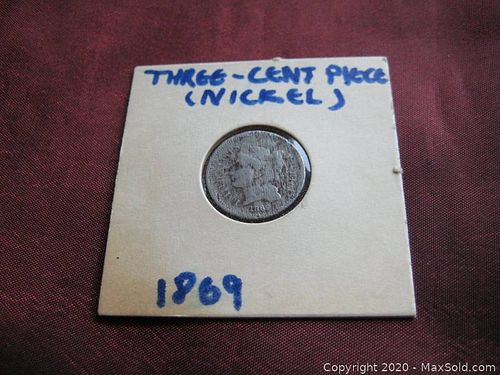 THREE-CENT PIECE
(NICKEL)
1869
Copyright © 2020 - MaxSold.com